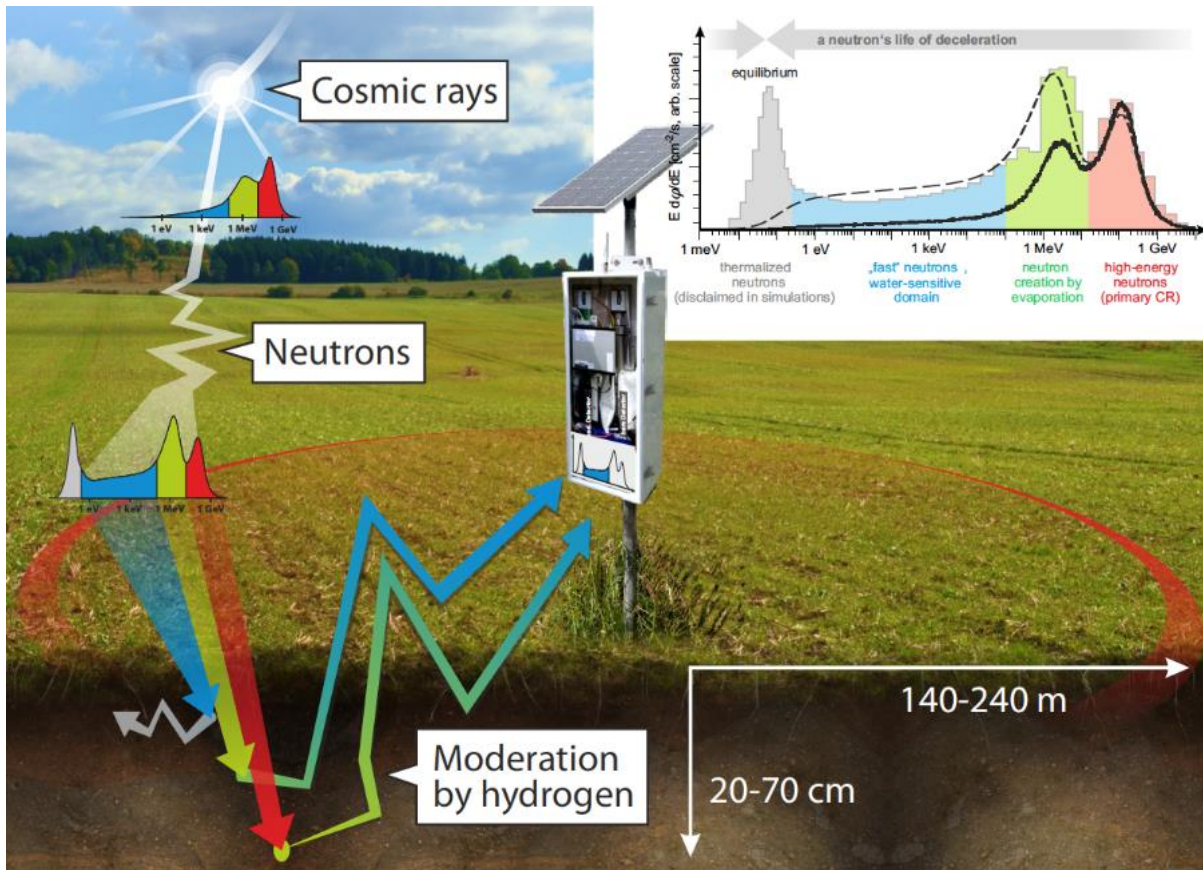 Cosmic rays
1 eV 1 keV 1 MeV 1 GeV
Neutrons
1 eV 1 keV 1 MeV 1 GeV
Moderation
by hydrogen
140-240 m
20-70 cm
a neutron's life of deceleration
equilibrium
E dφ/dE [cm⁻²/s, arb. scale]
1 meV 1 eV 1 keV 1 MeV 1 GeV
thermalized
neutrons
(disclaimed in simulations)
„fast" neutrons ,
water-sensitive
domain
neutron
creation by
evaporation
high-energy
neutrons
(primary CR)